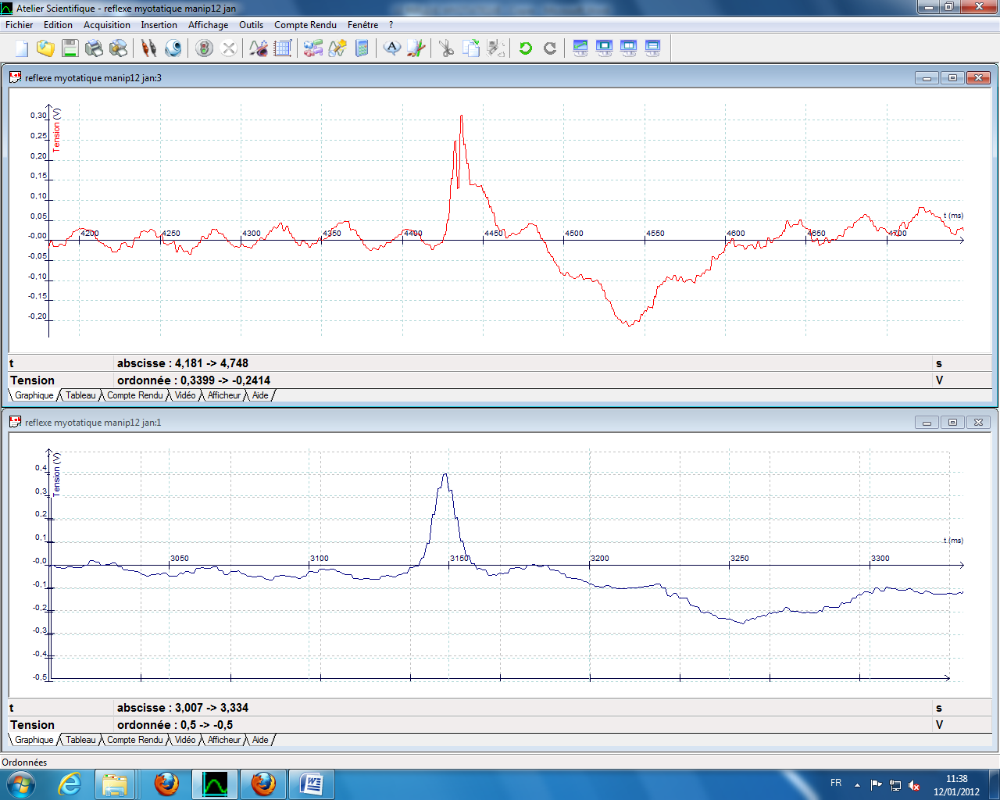 Atelier Scientifique - reflexe myotatique manip12 jan
Fichier Edition Acquisition Insertion Affichage Outils Compte Rendu Fenêtre ?
reflexe myotatique manip12 jan:3
Tension (V)
0,30
0,25
0,20
0,15
0,10
0,05
-0,00
-0,05
-0,10
-0,15
-0,20
t (ms)
4200 4250 4300 4350 4400 4450 4500 4550 4600 4650 4700
t abscisse : 4,181 -> 4,748 s
Tension ordonnée : 0,3399 -> -0,2414 V
Graphique Tableau Compte Rendu Vidéo Afficheur Aide
reflexe myotatique manip12 jan:1
Tension (V)
0,4
0,3
0,2
0,1
-0,0
-0,1
-0,2
-0,3
-0,4
-0,5
t (ms)
3050 3100 3150 3200 3250 3300
t abscisse : 3,007 -> 3,334 s
Tension ordonnée : 0,5 -> -0,5 V
Graphique Tableau Compte Rendu Vidéo Afficheur Aide
Ordonnées
FR
11:38
12/01/2012